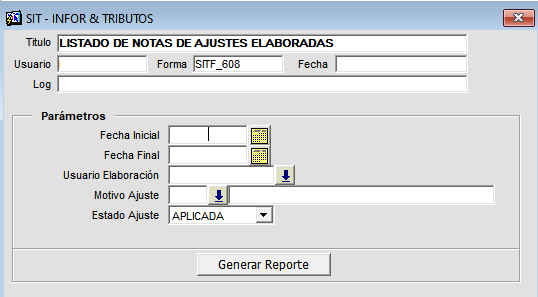 SIT - INFOR & TRIBUTOS
Titulo LISTADO DE NOTAS DE AJUSTES ELABORADAS
Usuario Forma SITF_608 Fecha
Log
Parámetros
Fecha Inicial
Fecha Final
Usuario Elaboración
Motivo Ajuste
Estado Ajuste APLICADA
Generar Reporte